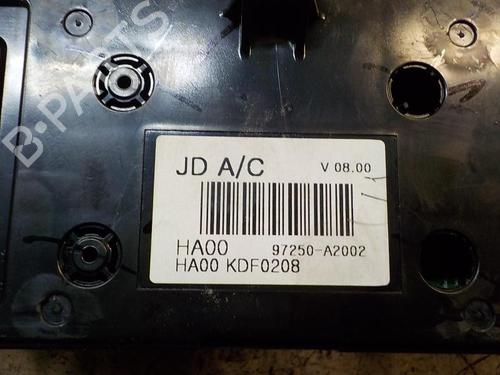 B-PARTS
JD A/C V 08.00
HA00 97250-A2002
HA00 KDF0208